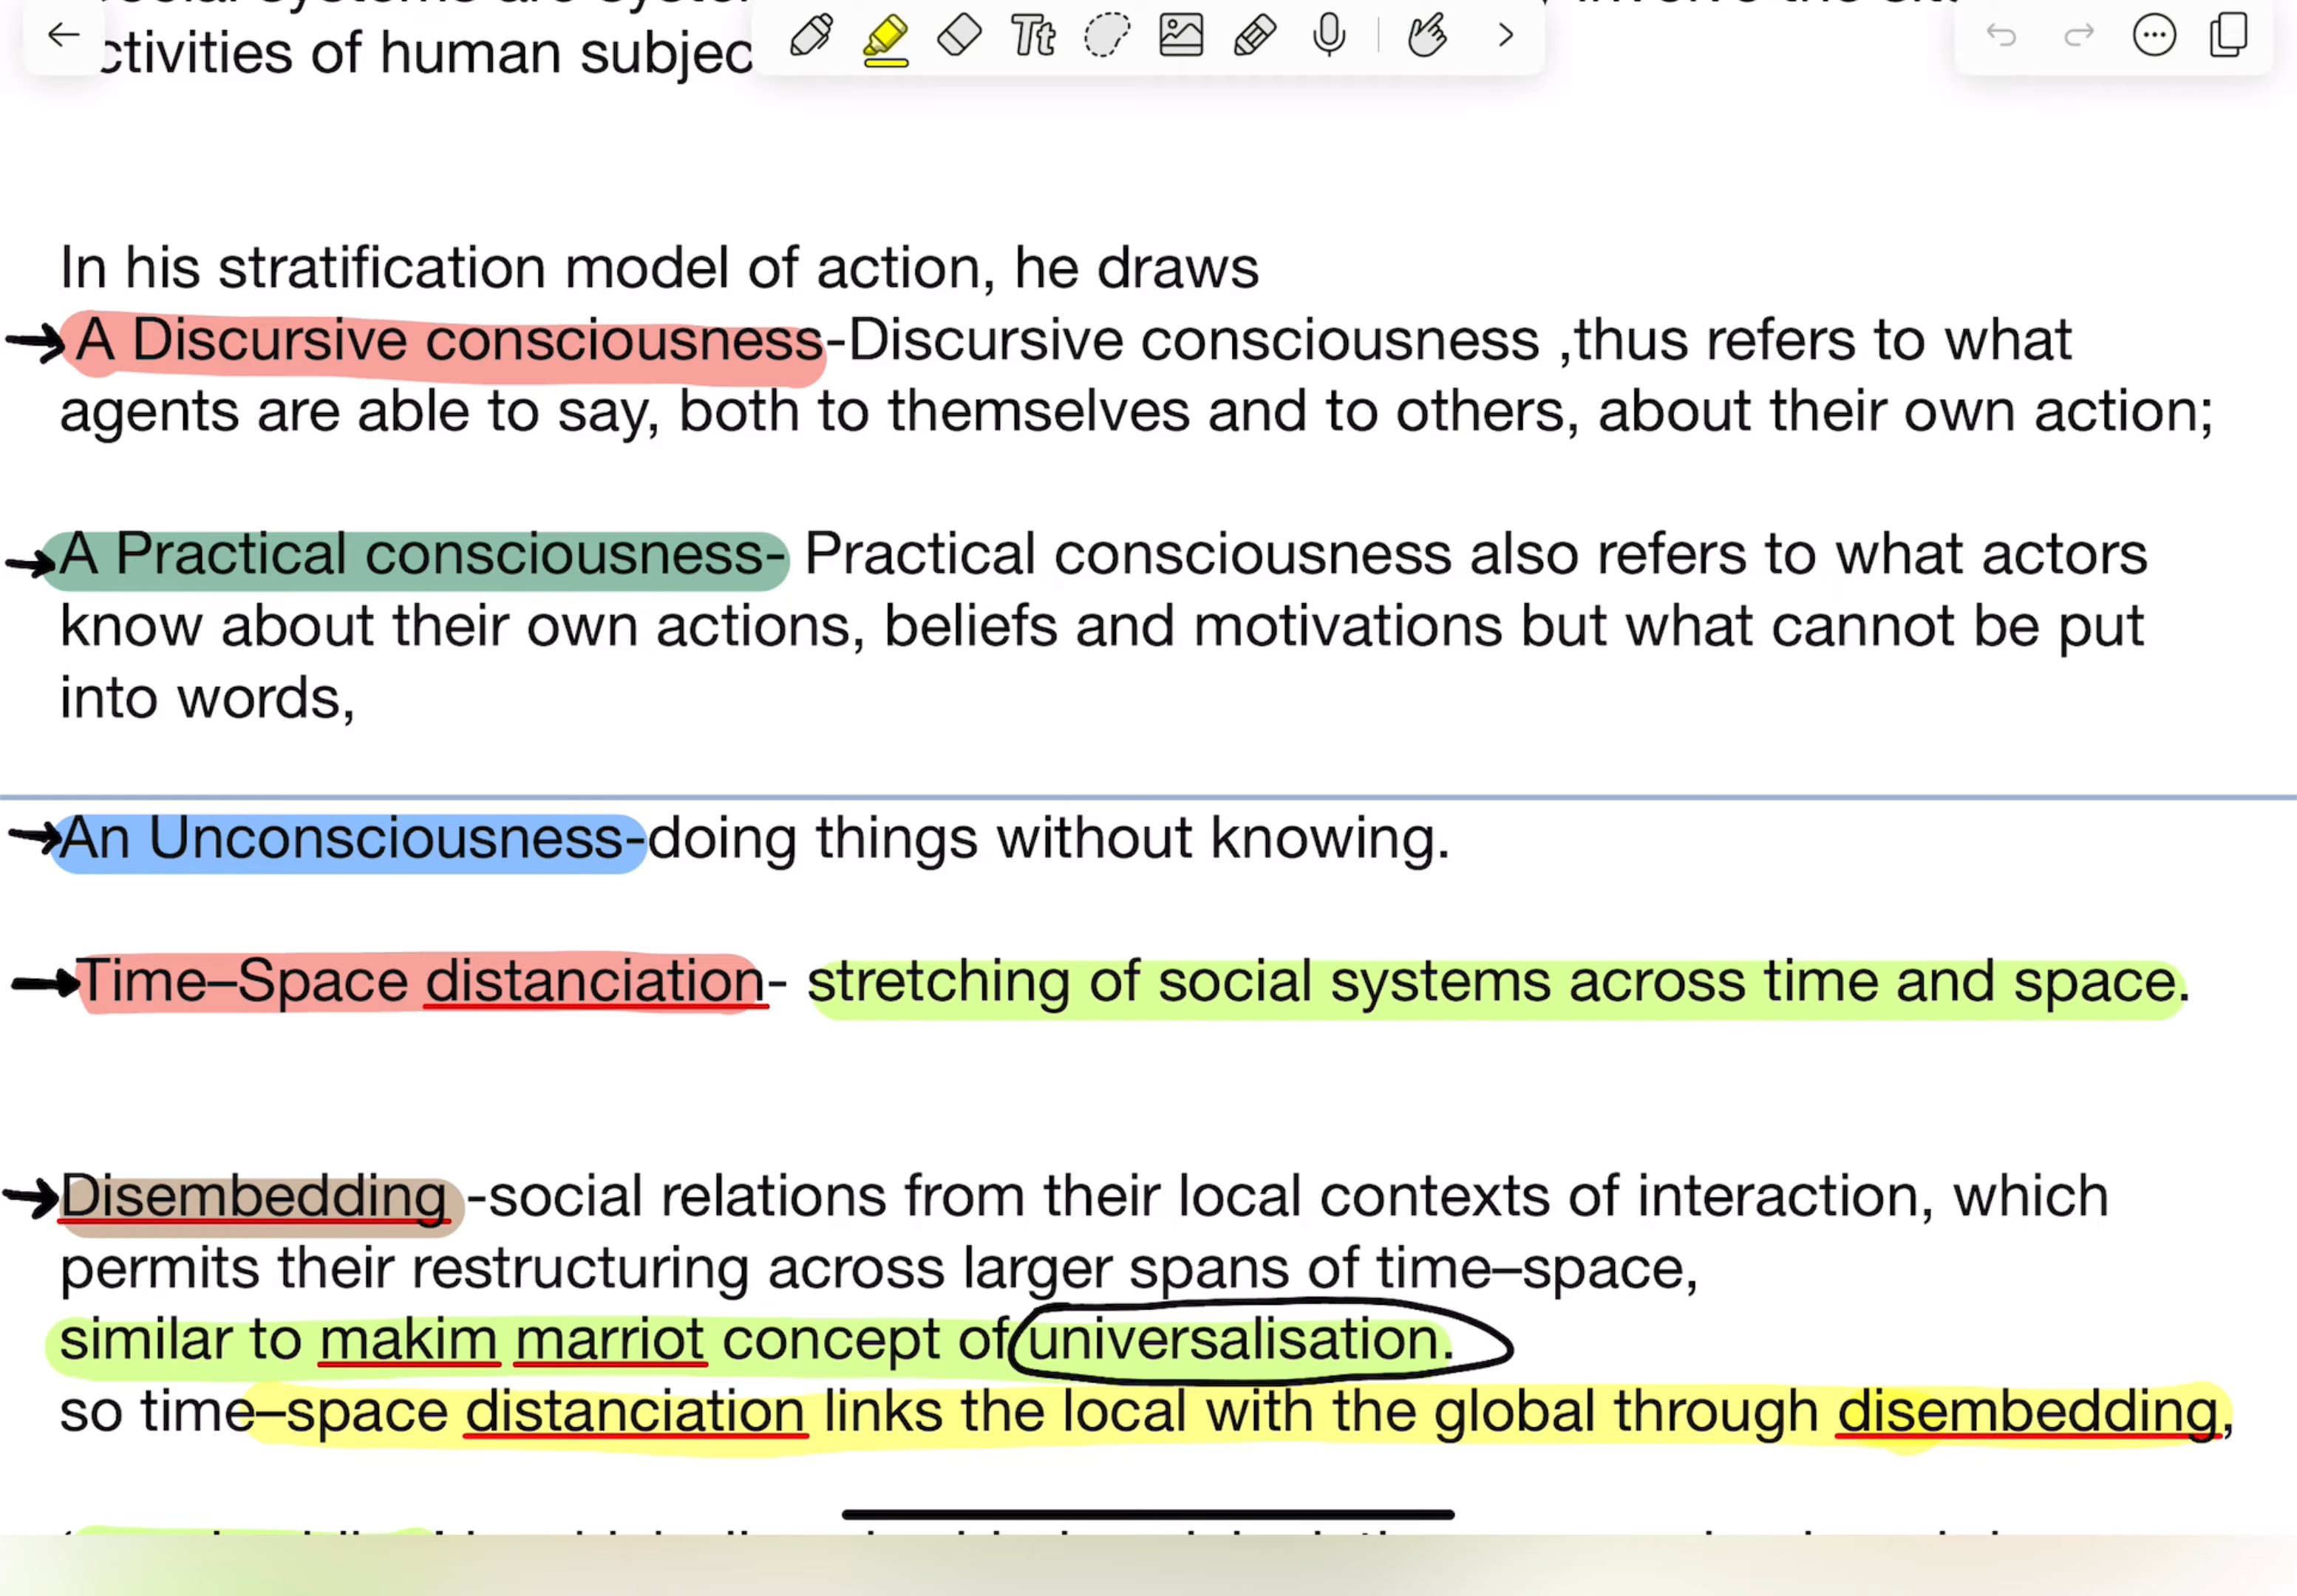 ctivities of human subjec
Tt
In his stratification model of action, he draws
A Discursive consciousness-Discursive consciousness ,thus refers to what
agents are able to say, both to themselves and to others, about their own action;
A Practical consciousness- Practical consciousness also refers to what actors
know about their own actions, beliefs and motivations but what cannot be put
into words,
An Unconsciousness-doing things without knowing.
Time–Space distanciation- stretching of social systems across time and space.
Disembedding -social relations from their local contexts of interaction, which
permits their restructuring across larger spans of time–space,
similar to makim marriot concept of universalisation.
so time–space distanciation links the local with the global through disembedding,